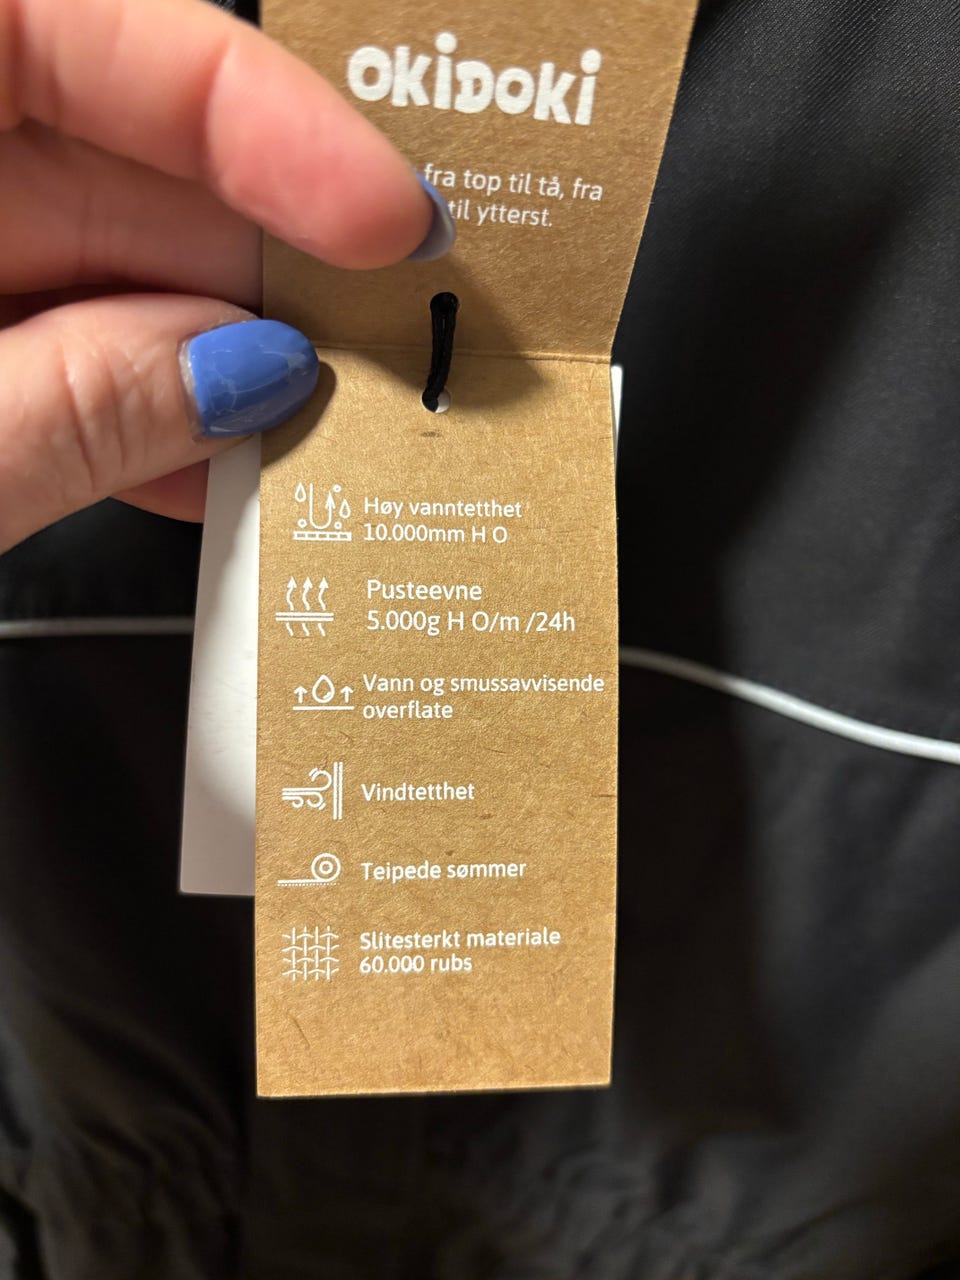 OKIDOKI
fra top til tå, fra
til ytterst.
Høy vanntetthet
10.000mm H O
Pusteevne
5.000g H O/m /24h
Vann og smussavvisende
overflate
Vindtetthet
Teipede sømmer
Slitesterkt materiale
60.000 rubs